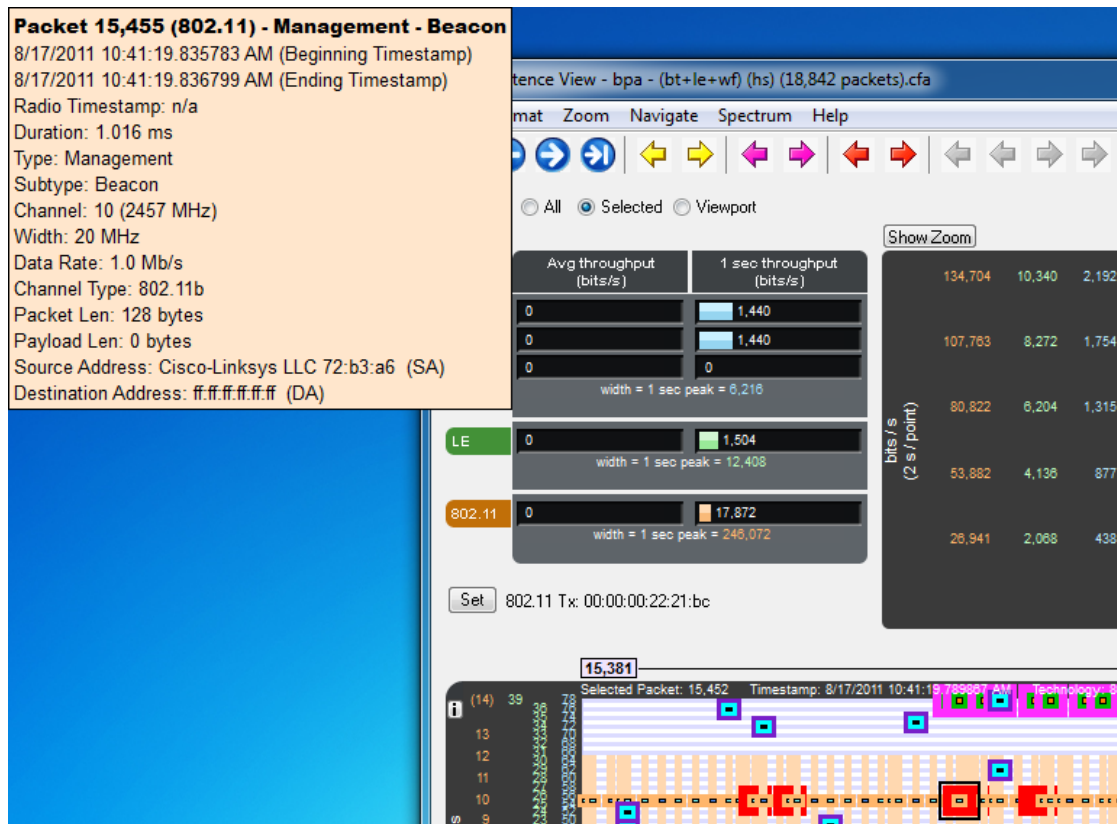 Packet 15,455 (802.11) - Management - Beacon
8/17/2011 10:41:19.835783 AM (Beginning Timestamp)
8/17/2011 10:41:19.836799 AM (Ending Timestamp)
Radio Timestamp: n/a
Duration: 1.016 ms
Type: Management
Subtype: Beacon
Channel: 10 (2457 MHz)
Width: 20 MHz
Data Rate: 1.0 Mb/s
Channel Type: 802.11b
Packet Len: 128 bytes
Payload Len: 0 bytes
Source Address: Cisco-Linksys LLC 72:b3:a6 (SA)
Destination Address: ff:ff:ff:ff:ff:ff (DA)
tence View - bpa - (bt+le+wf) (hs) (18,842 packets).cfa
mat Zoom Navigate Spectrum Help
All Selected Viewport
Show Zoom
Avg throughput (bits/s)
1 sec throughput (bits/s)
0 1,440
0 1,440
0 0
width = 1 sec peak = 6,216
LE 0 1,504
width = 1 sec peak = 12,408
802.11 0 17,872
width = 1 sec peak = 246,072
bits / s
(2 s / point)
134,704 10,340 2,192
107,763 8,272 1,754
80,822 6,204 1,315
53,882 4,136 877
26,941 2,068 438
Set 802.11 Tx: 00:00:00:22:21:bc
15,381
Selected Packet: 15,452 Timestamp: 8/17/2011 10:41:19.789867 AM Technology: 8
i
(14) 39 78
13
12
11
10
9 23 50